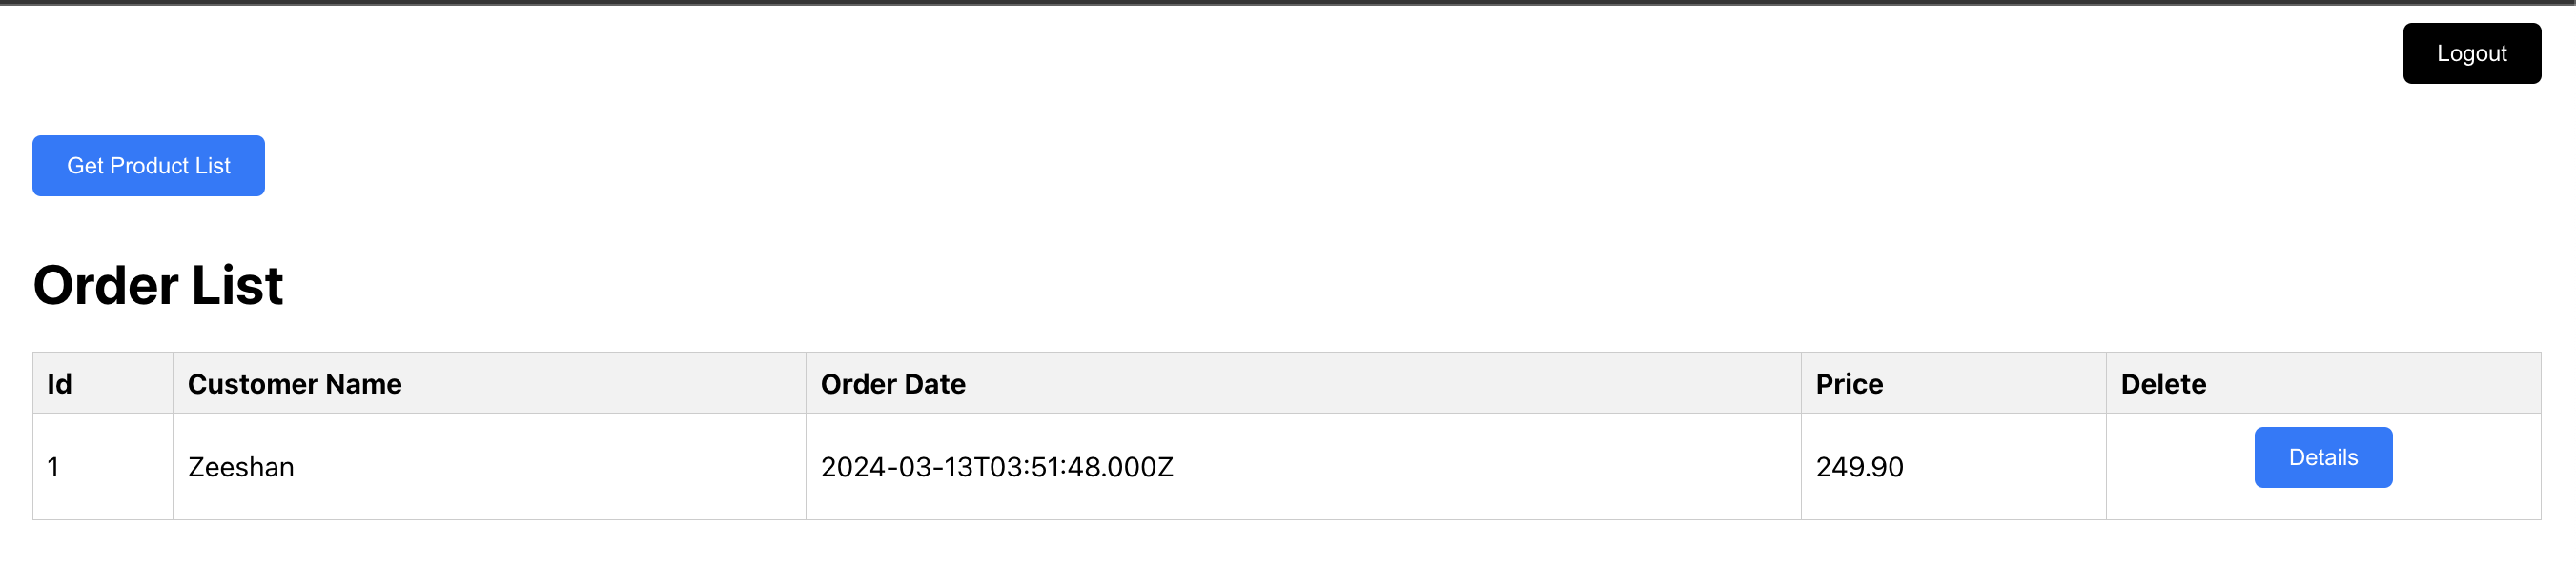 Logout
Get Product List
Order List
Id Customer Name Order Date Price Delete
1 Zeeshan 2024-03-13T03:51:48.000Z 249.90 Details